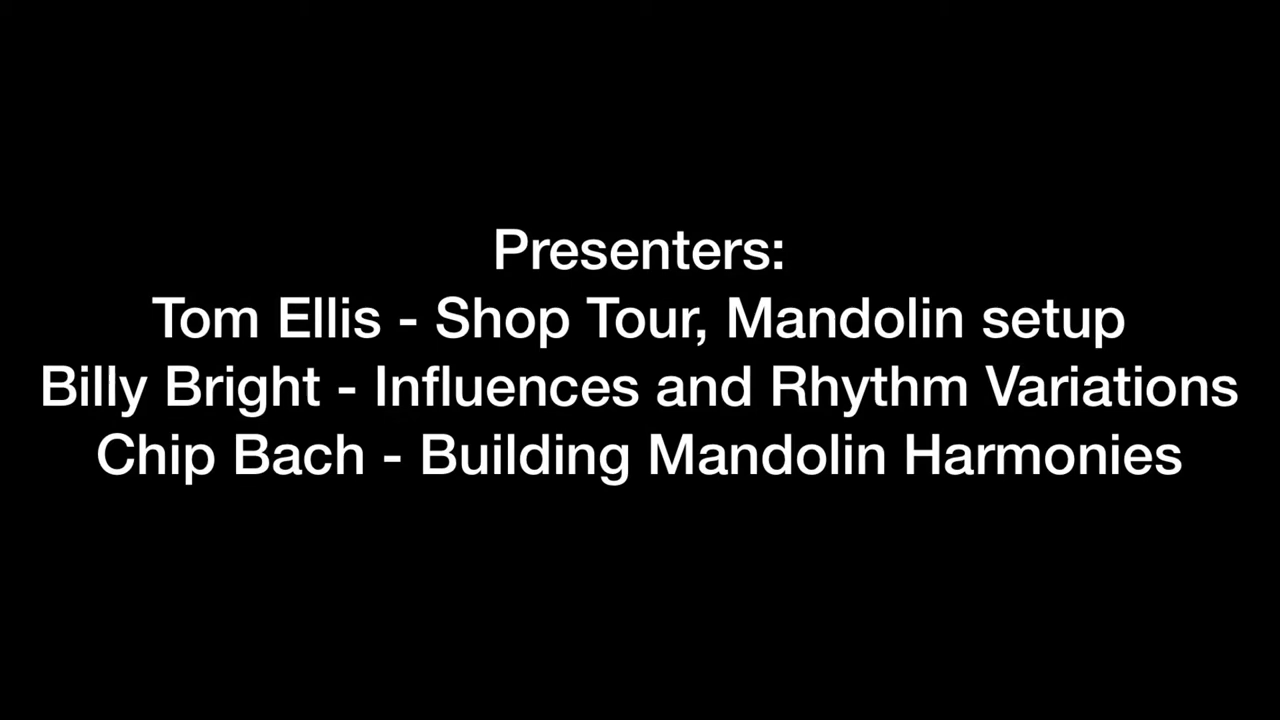 Presenters:
Tom Ellis - Shop Tour, Mandolin setup
Billy Bright - Influences and Rhythm Variations
Chip Bach - Building Mandolin Harmonies